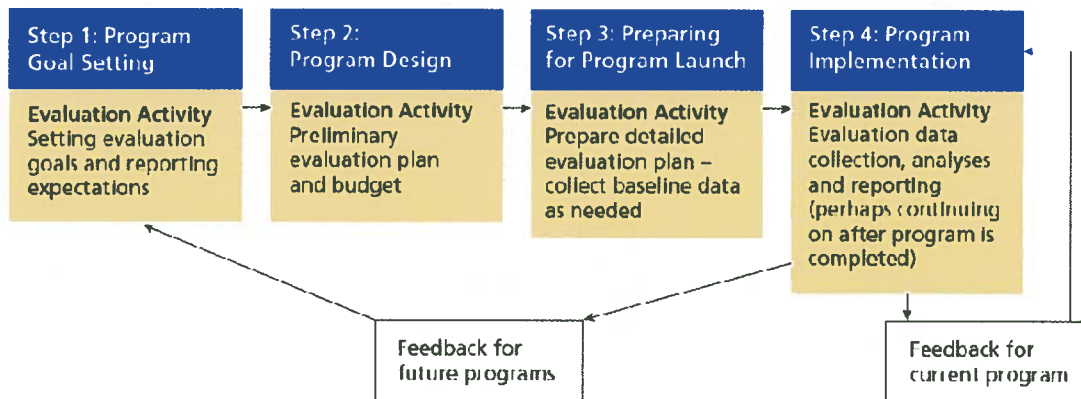 Step 1: Program
Goal Setting
Evaluation Activity
Setting evaluation
goals and reporting
expectations
Step 2:
Program Design
Evaluation Activity
Preliminary
evaluation plan
and budget
Step 3: Preparing
for Program Launch
Evaluation Activity
Prepare detailed
evaluation plan –
collect baseline data
as needed
Step 4: Program
Implementation
Evaluation Activity
Evaluation data
collection, analyses
and reporting
(perhaps continuing
on after program is
completed)
Feedback for
future programs
Feedback for
current program